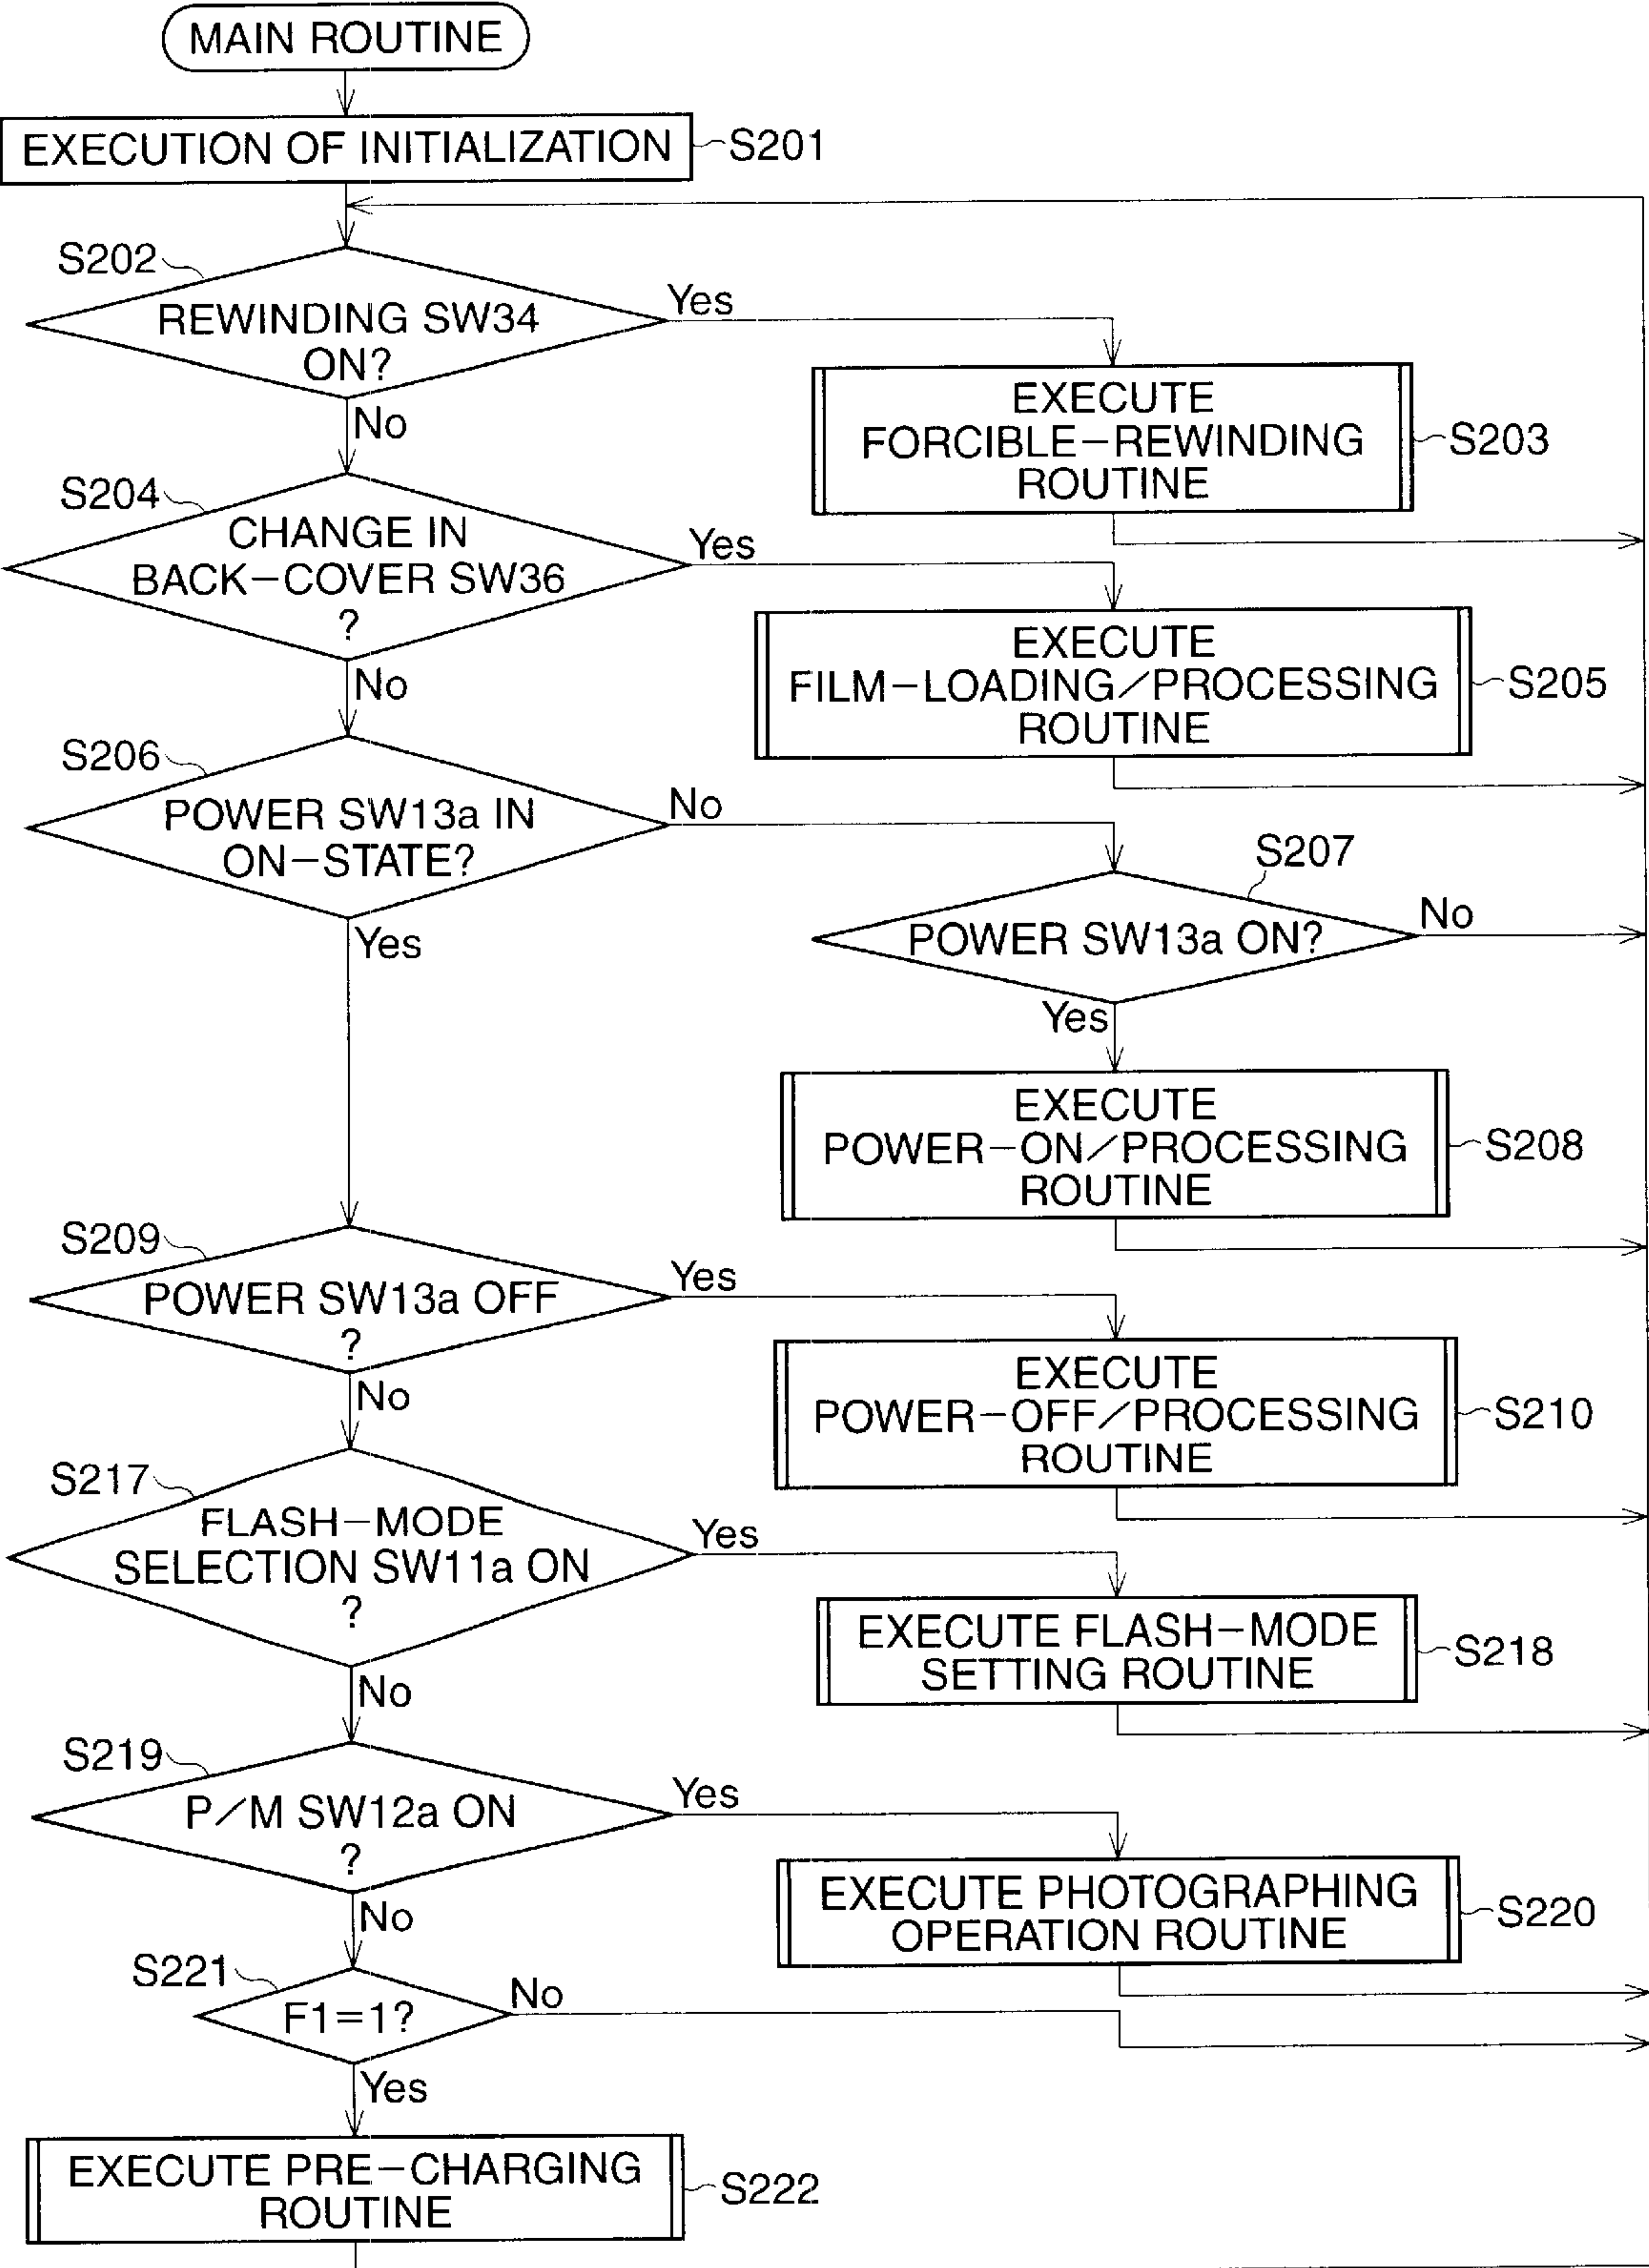 MAIN ROUTINE
EXECUTION OF INITIALIZATION
S201
S202
REWINDING SW34
ON?
Yes
No
EXECUTE
FORCIBLE-REWINDING
ROUTINE
S203
S204
CHANGE IN
BACK-COVER SW36
?
Yes
No
EXECUTE
FILM-LOADING/PROCESSING
ROUTINE
S205
S206
POWER SW13a IN
ON-STATE?
No
Yes
S207
POWER SW13a ON?
No
Yes
EXECUTE
POWER-ON/PROCESSING
ROUTINE
S208
S209
POWER SW13a OFF
?
Yes
No
EXECUTE
POWER-OFF/PROCESSING
ROUTINE
S210
S217
FLASH-MODE
SELECTION SW11a ON
?
Yes
No
EXECUTE FLASH-MODE
SETTING ROUTINE
S218
S219
P/M SW12a ON
?
Yes
No
EXECUTE PHOTOGRAPHING
OPERATION ROUTINE
S220
S221
F1=1?
No
Yes
EXECUTE PRE-CHARGING
ROUTINE
S222